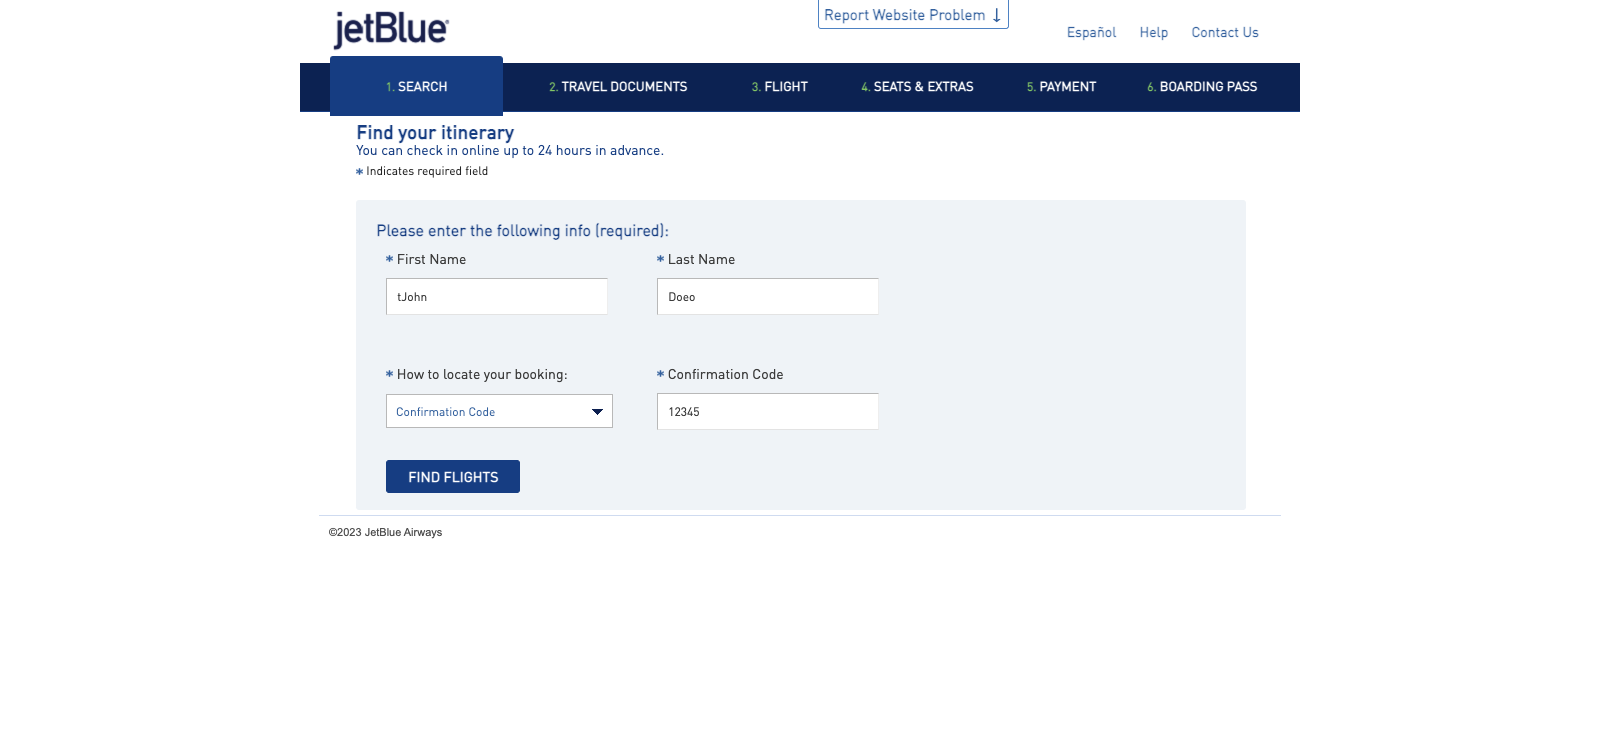 jetBlue
Report Website Problem ↓
Español Help Contact Us
1. SEARCH 2. TRAVEL DOCUMENTS 3. FLIGHT 4. SEATS & EXTRAS 5. PAYMENT 6. BOARDING PASS
Find your itinerary
You can check in online up to 24 hours in advance.
* Indicates required field
Please enter the following info (required):
* First Name * Last Name
tJohn Doeo
* How to locate your booking: * Confirmation Code
Confirmation Code 12345
FIND FLIGHTS
©2023 JetBlue Airways